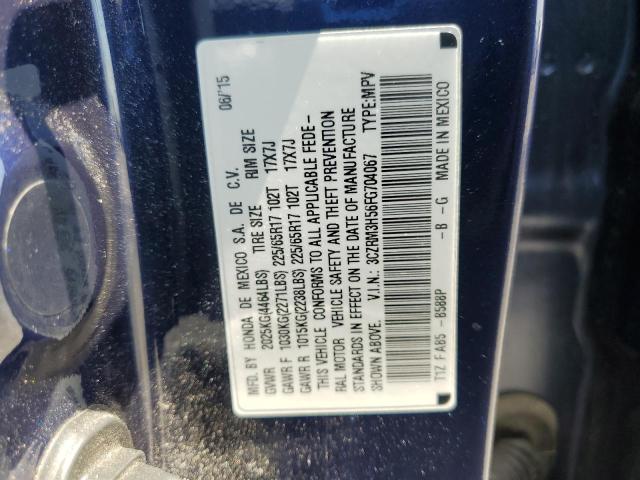 MFD. BY HONDA DE MEXICO S.A. DE C.V. 06/'15
TIRE SIZE RIM SIZE
GVWR 2025KG(4464LBS)
GAWR F 1030KG(2271LBS) 225/65R17 102T 17X7J
GAWR R 1015KG(2238LBS) 225/65R17 102T 17X7J
THIS VEHICLE CONFORMS TO ALL APPLICABLE FEDE-
RAL MOTOR VEHICLE SAFETY AND THEFT PREVENTION
STANDARDS IN EFFECT ON THE DATE OF MANUFACTURE
SHOWN ABOVE.
V.I.N.: 3CZRM3H56FG704067 TYPE:MPV
T1Z FA85 -B588P -B -G MADE IN MEXICO